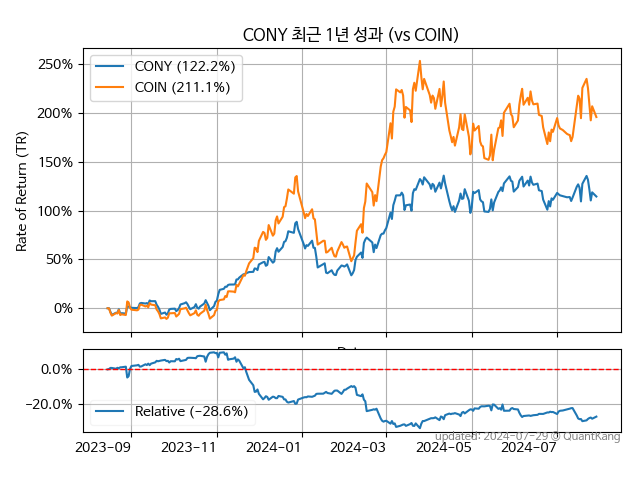 CONY 최근 1년 성과 (vs COIN)
CONY (122.2%)
COIN (211.1%)
Rate of Return (TR)
250%
200%
150%
100%
50%
0%
0.0%
−20.0%
Relative (−28.6%)
updated: 2024-07-29 © QuantKang
2023-09
2023-11
2024-01
2024-03
2024-05
2024-07